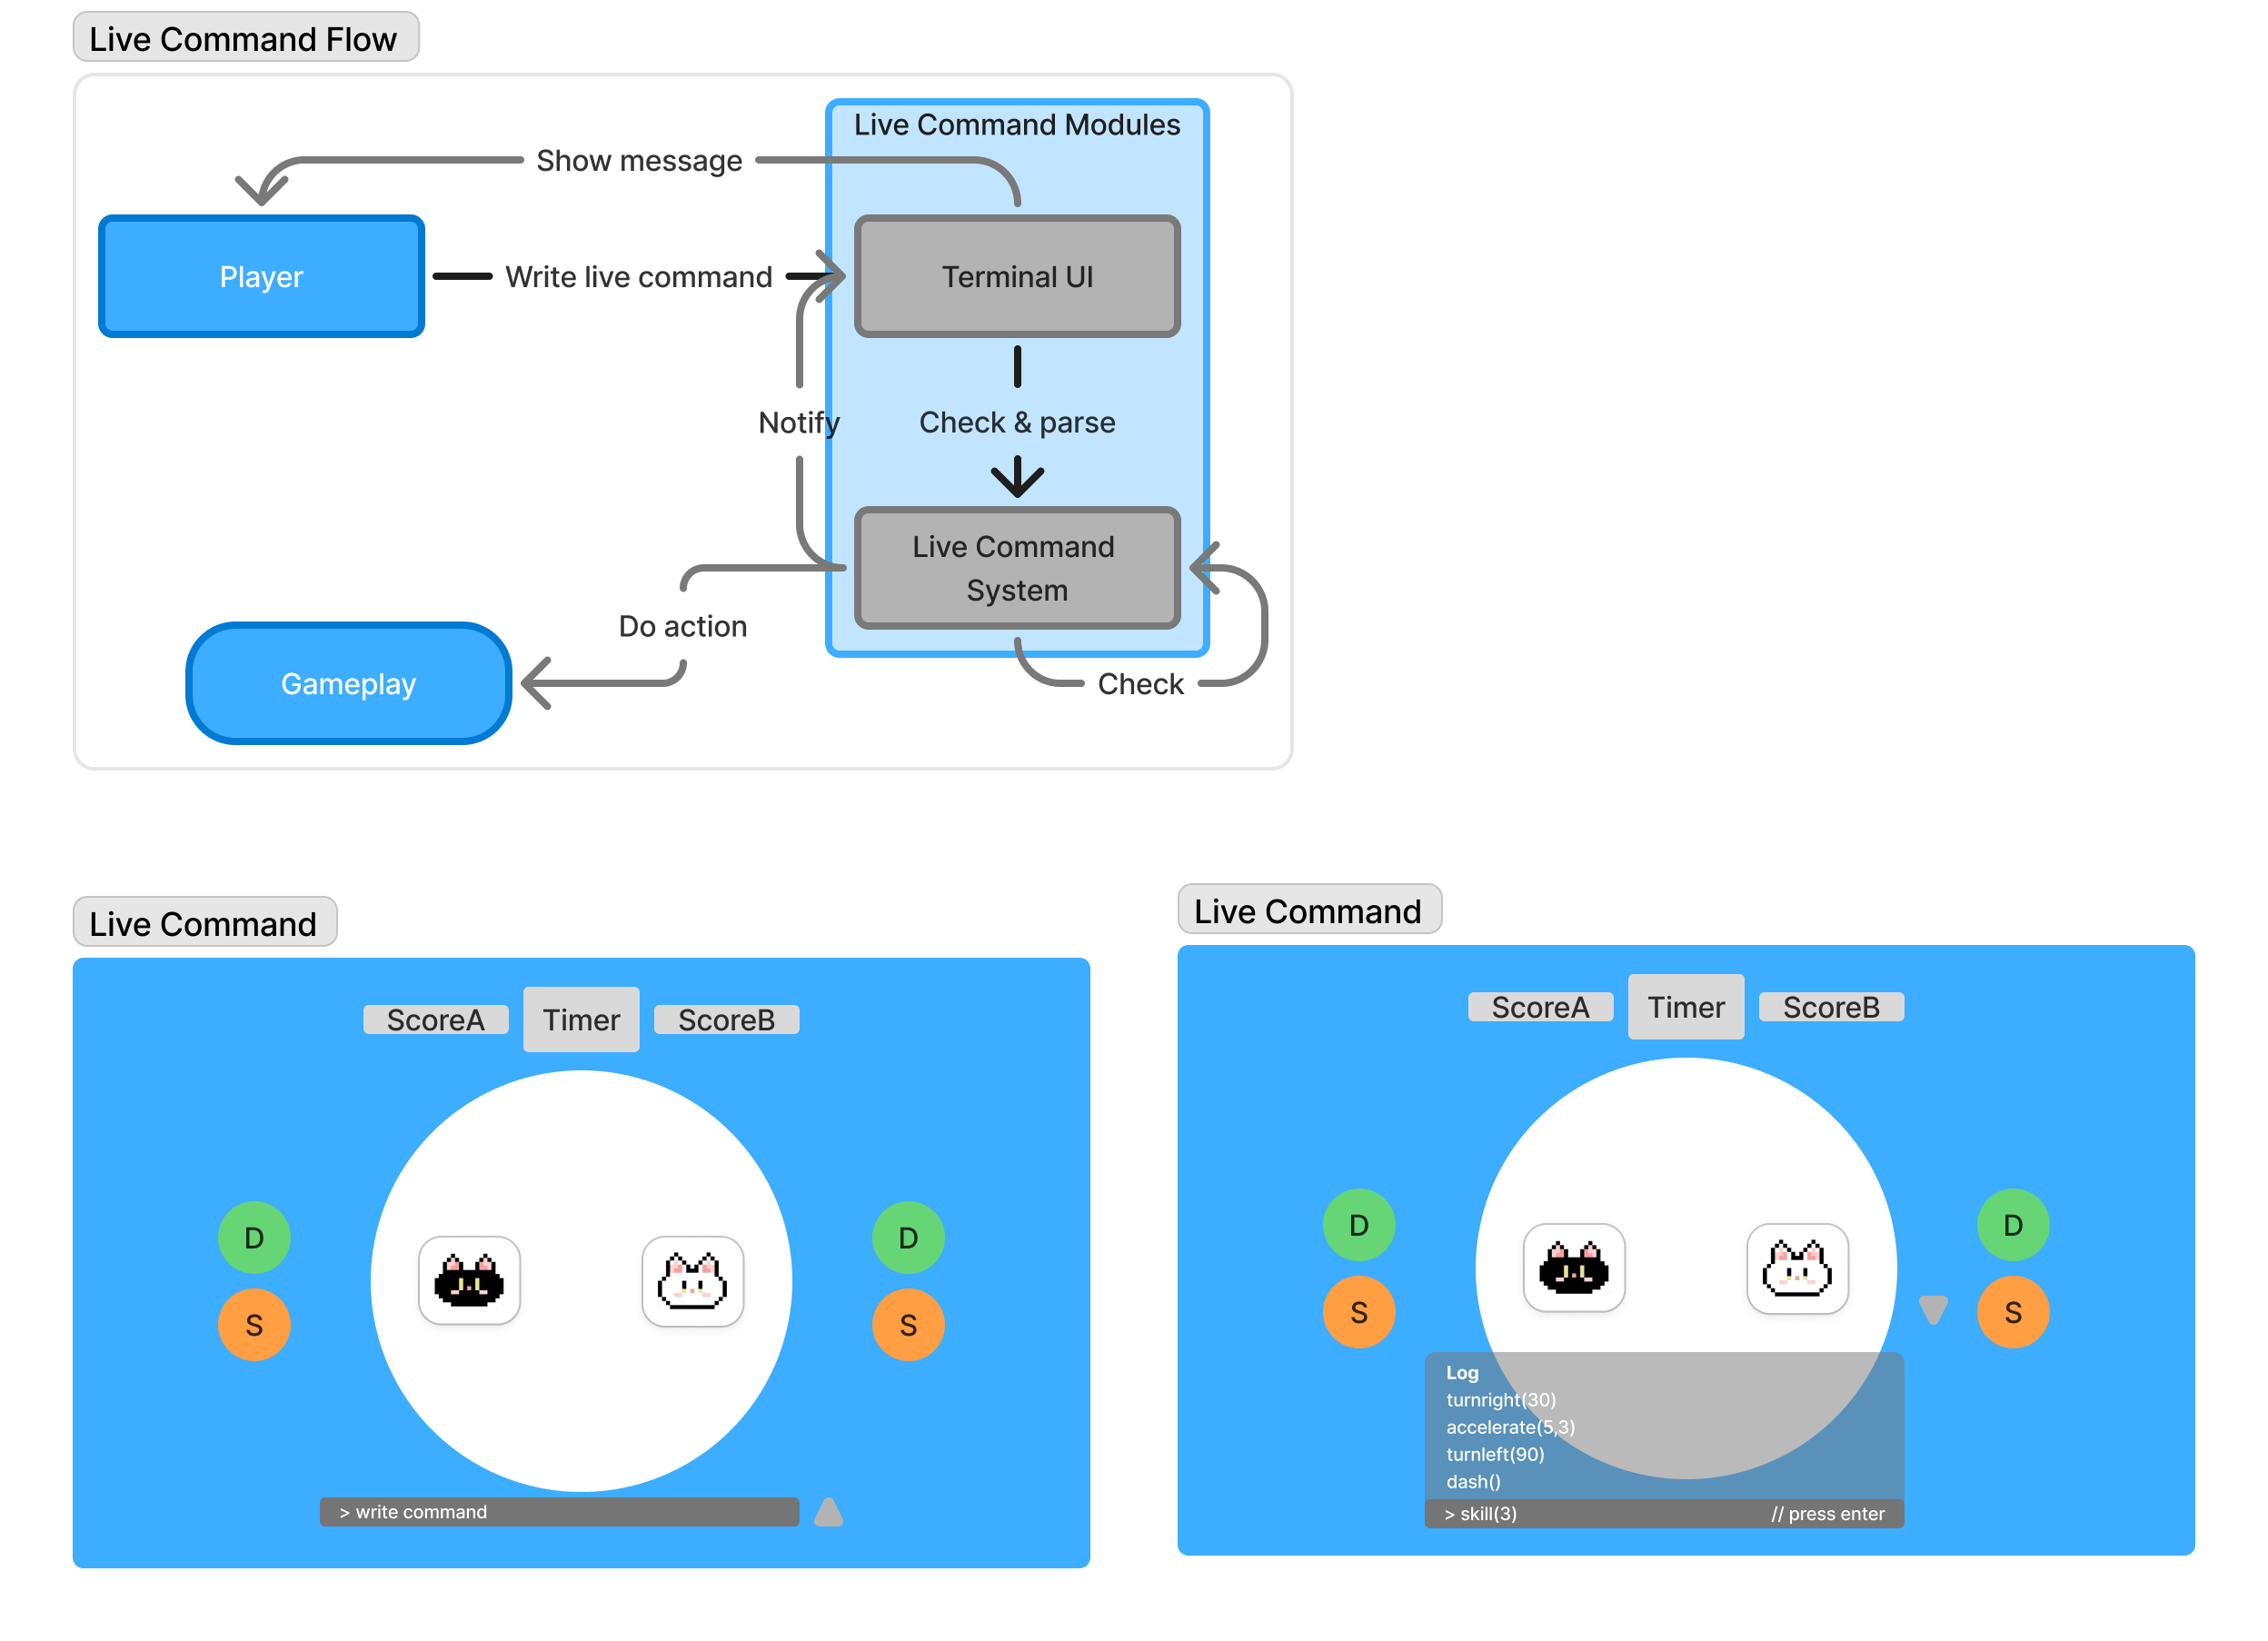 Live Command Flow
Live Command Modules
Show message
Player
Write live command
Terminal UI
Notify
Check & parse
Live Command
System
Do action
Gameplay
Check
Live Command
ScoreA
Timer
ScoreB
D
S
D
S
> write command
Live Command
ScoreA
Timer
ScoreB
D
S
D
S
Log
turnright(30)
accelerate(5,3)
turnleft(90)
dash()
> skill(3) // press enter